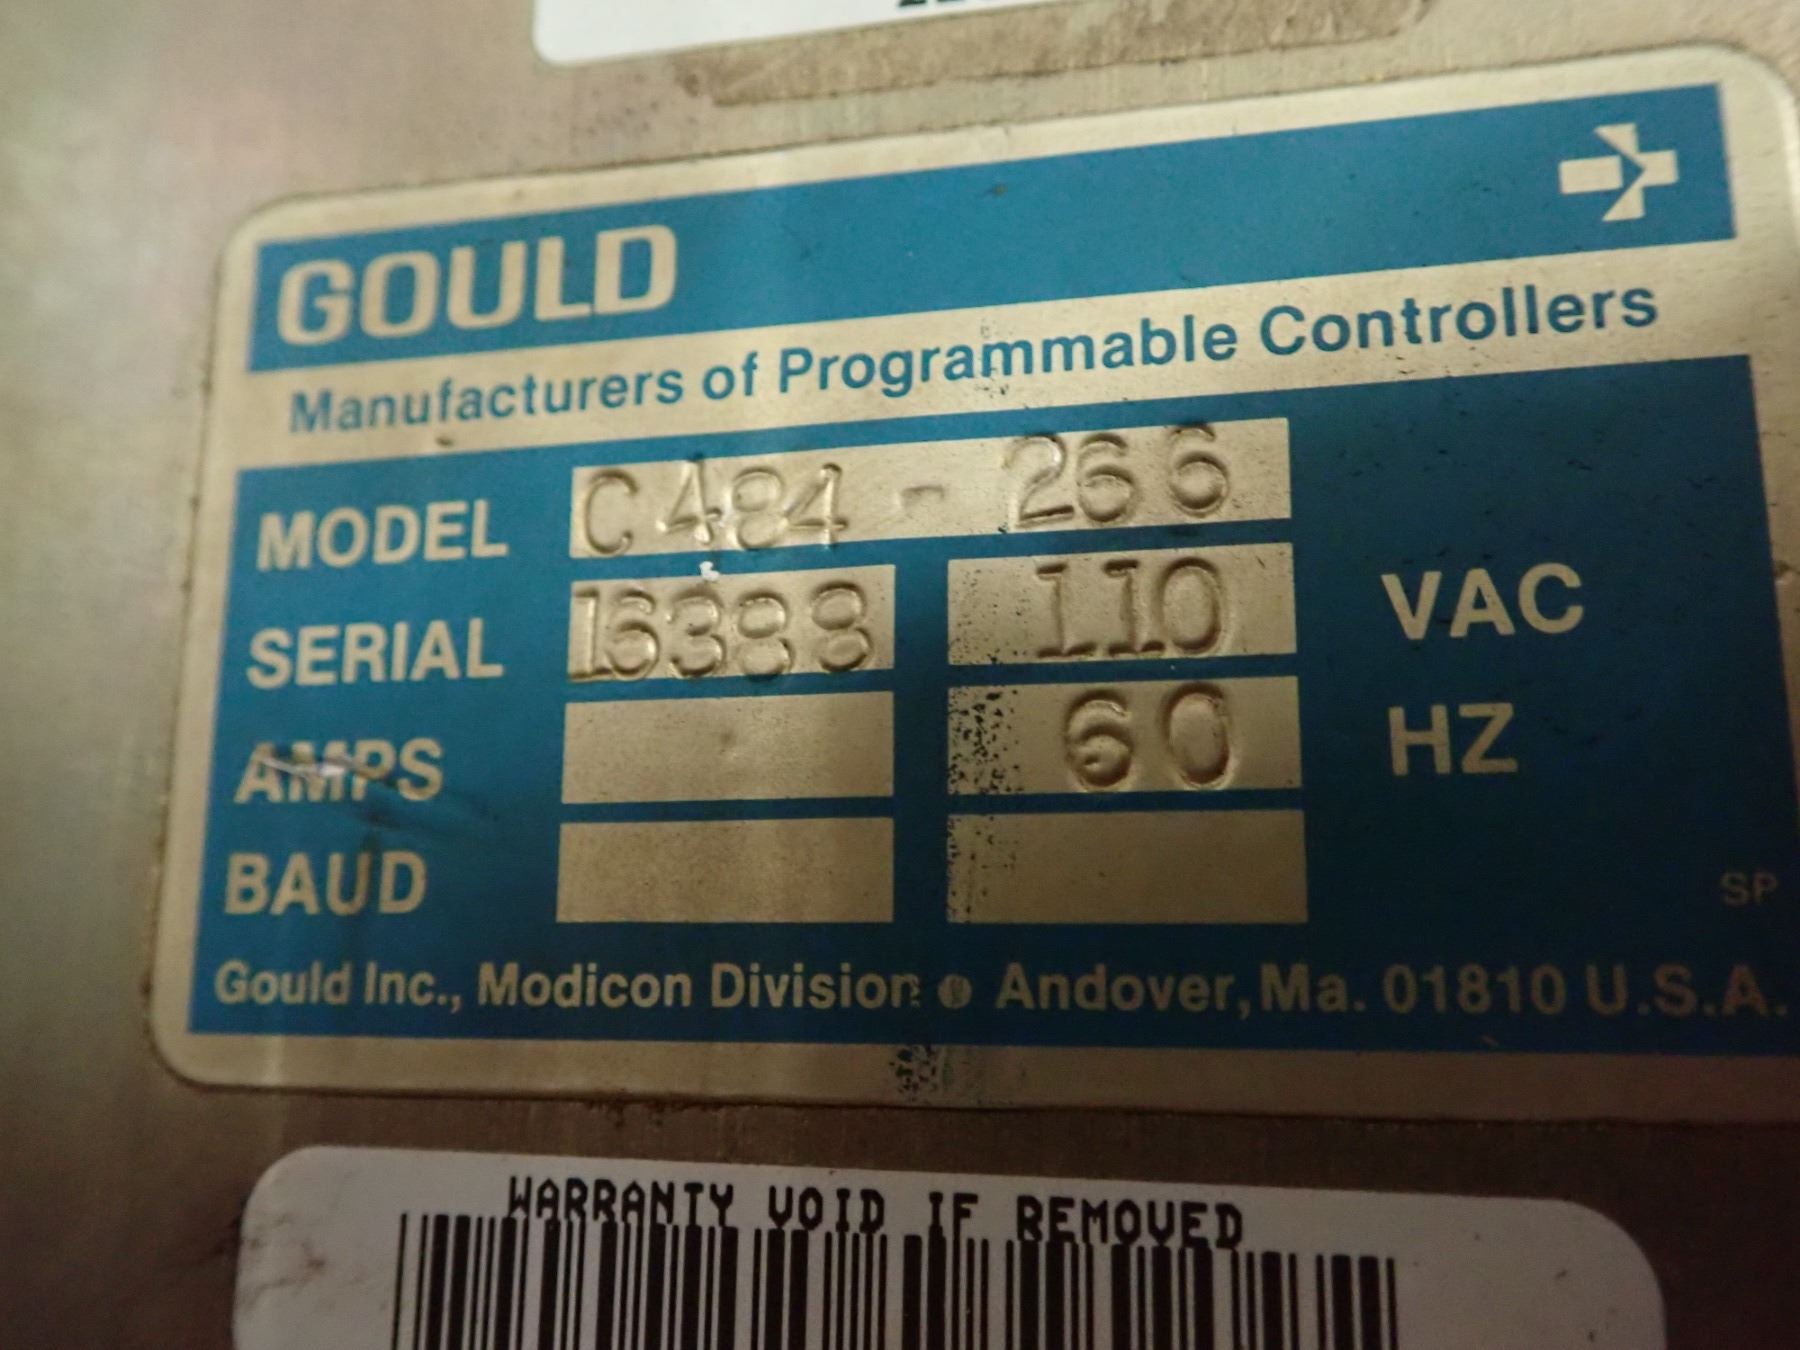 GOULD
Manufacturers of Programmable Controllers
MODEL C484-266
SERIAL 16388 110 VAC
AMPS 60 HZ
BAUD
SP
Gould Inc., Modicon Division • Andover, Ma. 01810 U.S.A.
WARRANTY VOID IF REMOVED